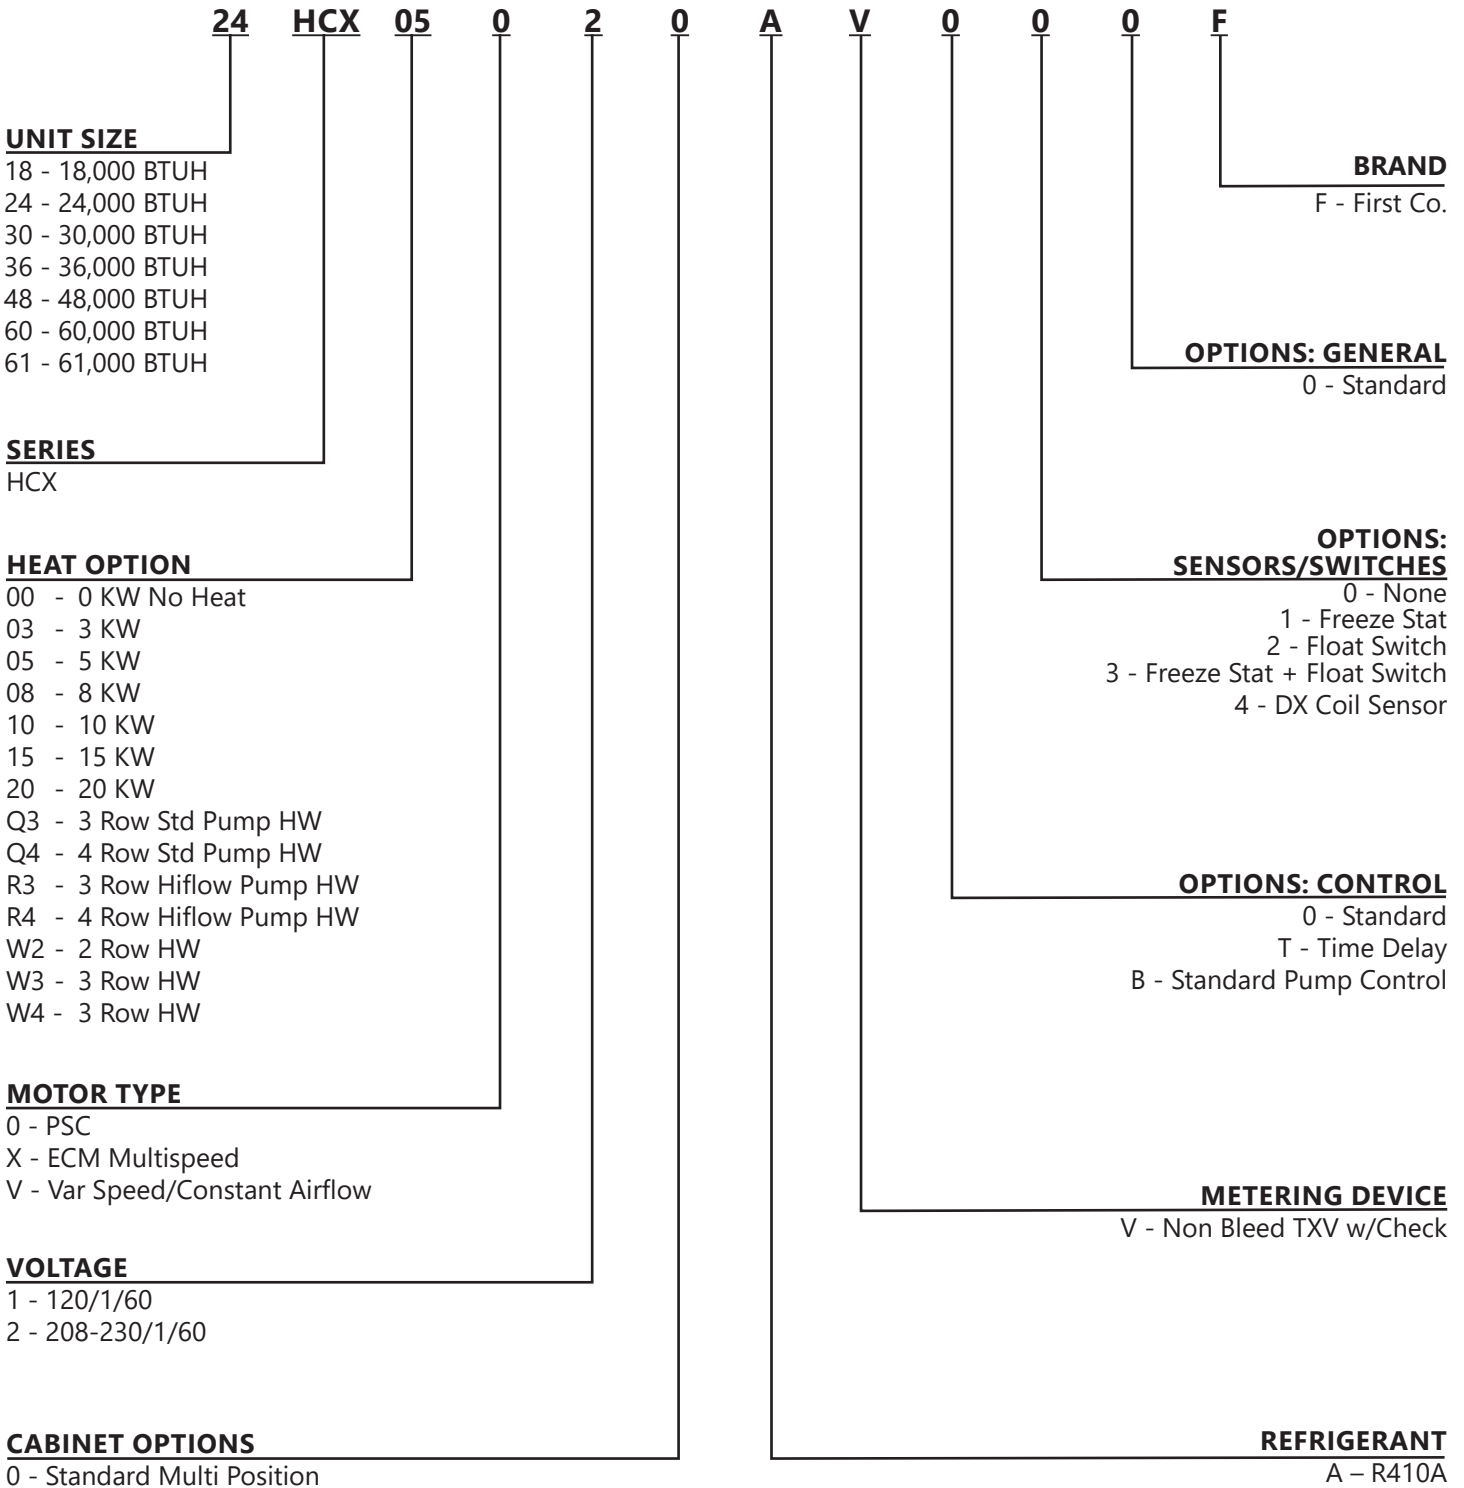 24 HCX 05 0 2 0 A V 0 0 0 F
UNIT SIZE
18 - 18,000 BTUH
24 - 24,000 BTUH
30 - 30,000 BTUH
36 - 36,000 BTUH
48 - 48,000 BTUH
60 - 60,000 BTUH
61 - 61,000 BTUH
SERIES
HCX
HEAT OPTION
00 - 0 KW No Heat
03 - 3 KW
05 - 5 KW
08 - 8 KW
10 - 10 KW
15 - 15 KW
20 - 20 KW
Q3 - 3 Row Std Pump HW
Q4 - 4 Row Std Pump HW
R3 - 3 Row Hiflow Pump HW
R4 - 4 Row Hiflow Pump HW
W2 - 2 Row HW
W3 - 3 Row HW
W4 - 3 Row HW
MOTOR TYPE
0 - PSC
X - ECM Multispeed
V - Var Speed/Constant Airflow
VOLTAGE
1 - 120/1/60
2 - 208-230/1/60
CABINET OPTIONS
0 - Standard Multi Position
BRAND
F - First Co.
OPTIONS: GENERAL
0 - Standard
OPTIONS:
SENSORS/SWITCHES
0 - None
1 - Freeze Stat
2 - Float Switch
3 - Freeze Stat + Float Switch
4 - DX Coil Sensor
OPTIONS: CONTROL
0 - Standard
T - Time Delay
B - Standard Pump Control
METERING DEVICE
V - Non Bleed TXV w/Check
REFRIGERANT
A – R410A